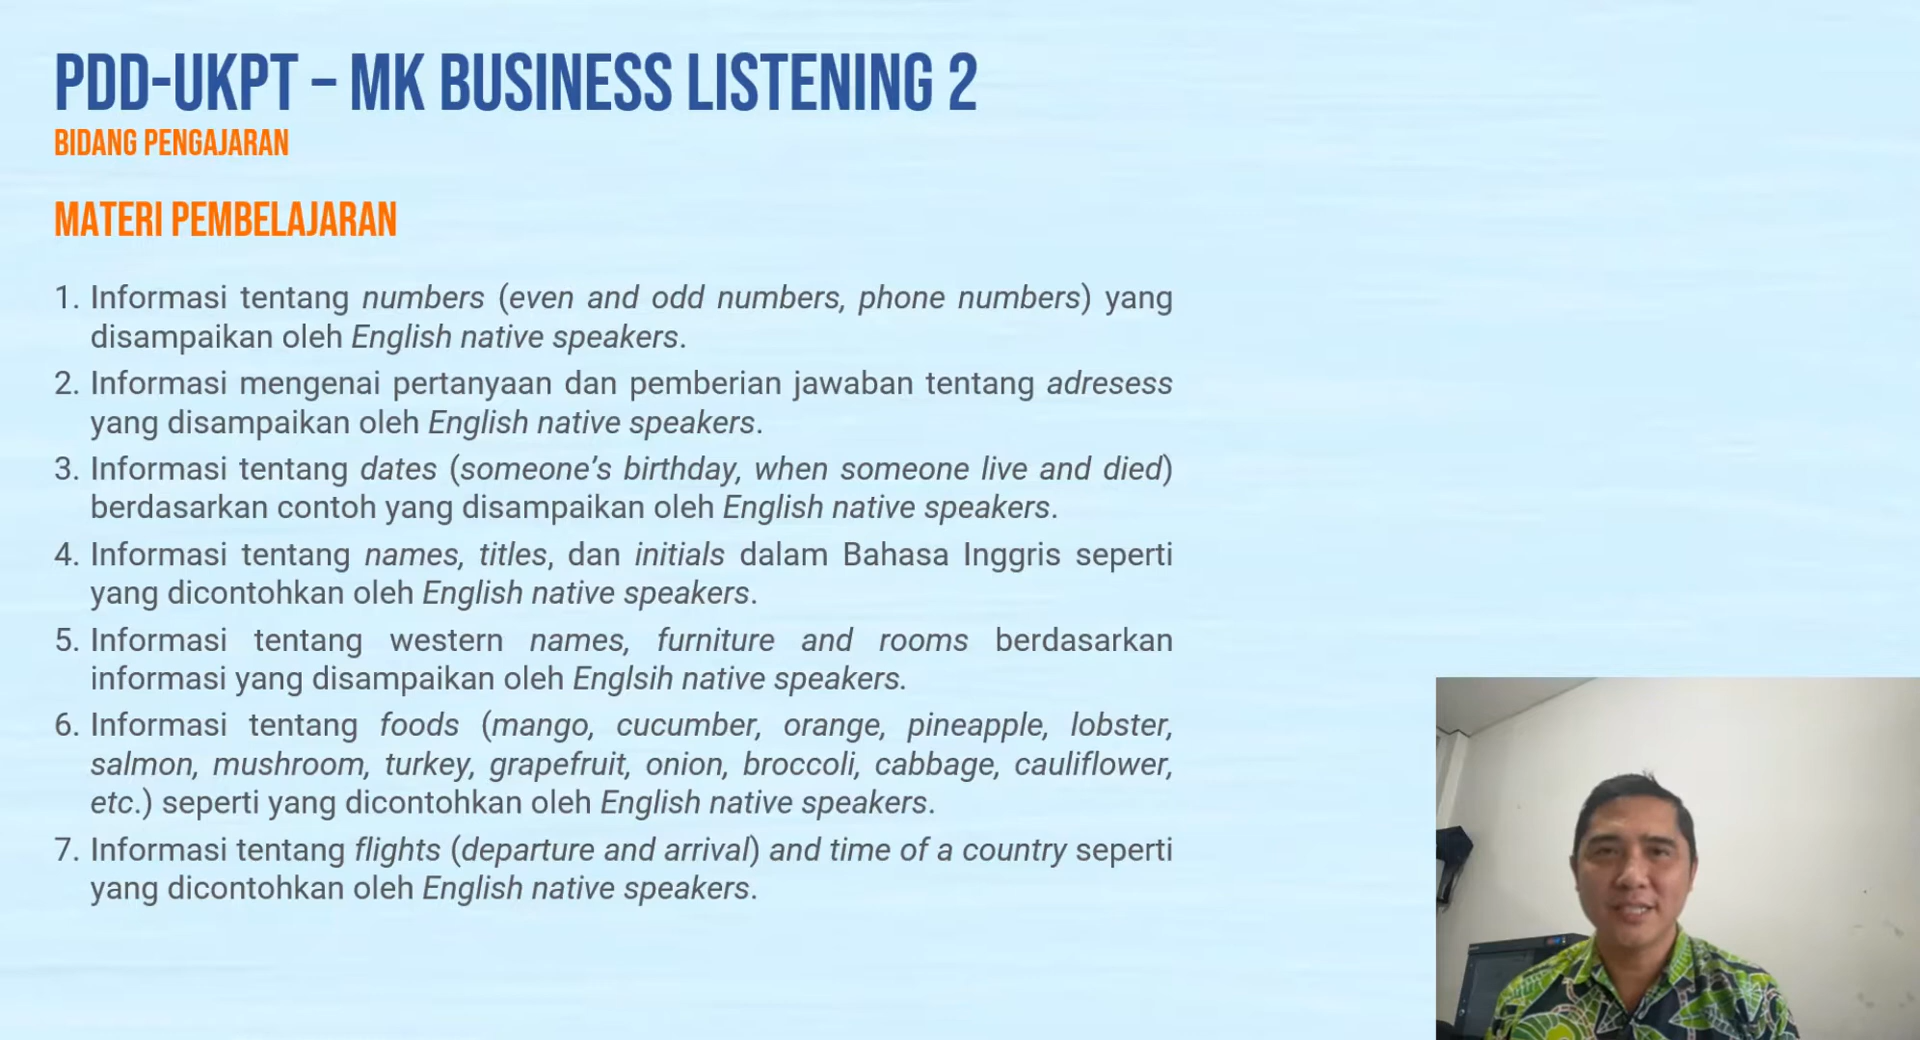 PDD-UKPT – MK BUSINESS LISTENING 2
BIDANG PENGAJARAN
MATERI PEMBELAJARAN
1. Informasi tentang numbers (even and odd numbers, phone numbers) yang
disampaikan oleh English native speakers.
2. Informasi mengenai pertanyaan dan pemberian jawaban tentang adresess
yang disampaikan oleh English native speakers.
3. Informasi tentang dates (someone’s birthday, when someone live and died)
berdasarkan contoh yang disampaikan oleh English native speakers.
4. Informasi tentang names, titles, dan initials dalam Bahasa Inggris seperti
yang dicontohkan oleh English native speakers.
5. Informasi tentang western names, furniture and rooms berdasarkan
informasi yang disampaikan oleh Englsih native speakers.
6. Informasi tentang foods (mango, cucumber, orange, pineapple, lobster,
salmon, mushroom, turkey, grapefruit, onion, broccoli, cabbage, cauliflower,
etc.) seperti yang dicontohkan oleh English native speakers.
7. Informasi tentang flights (departure and arrival) and time of a country seperti
yang dicontohkan oleh English native speakers.